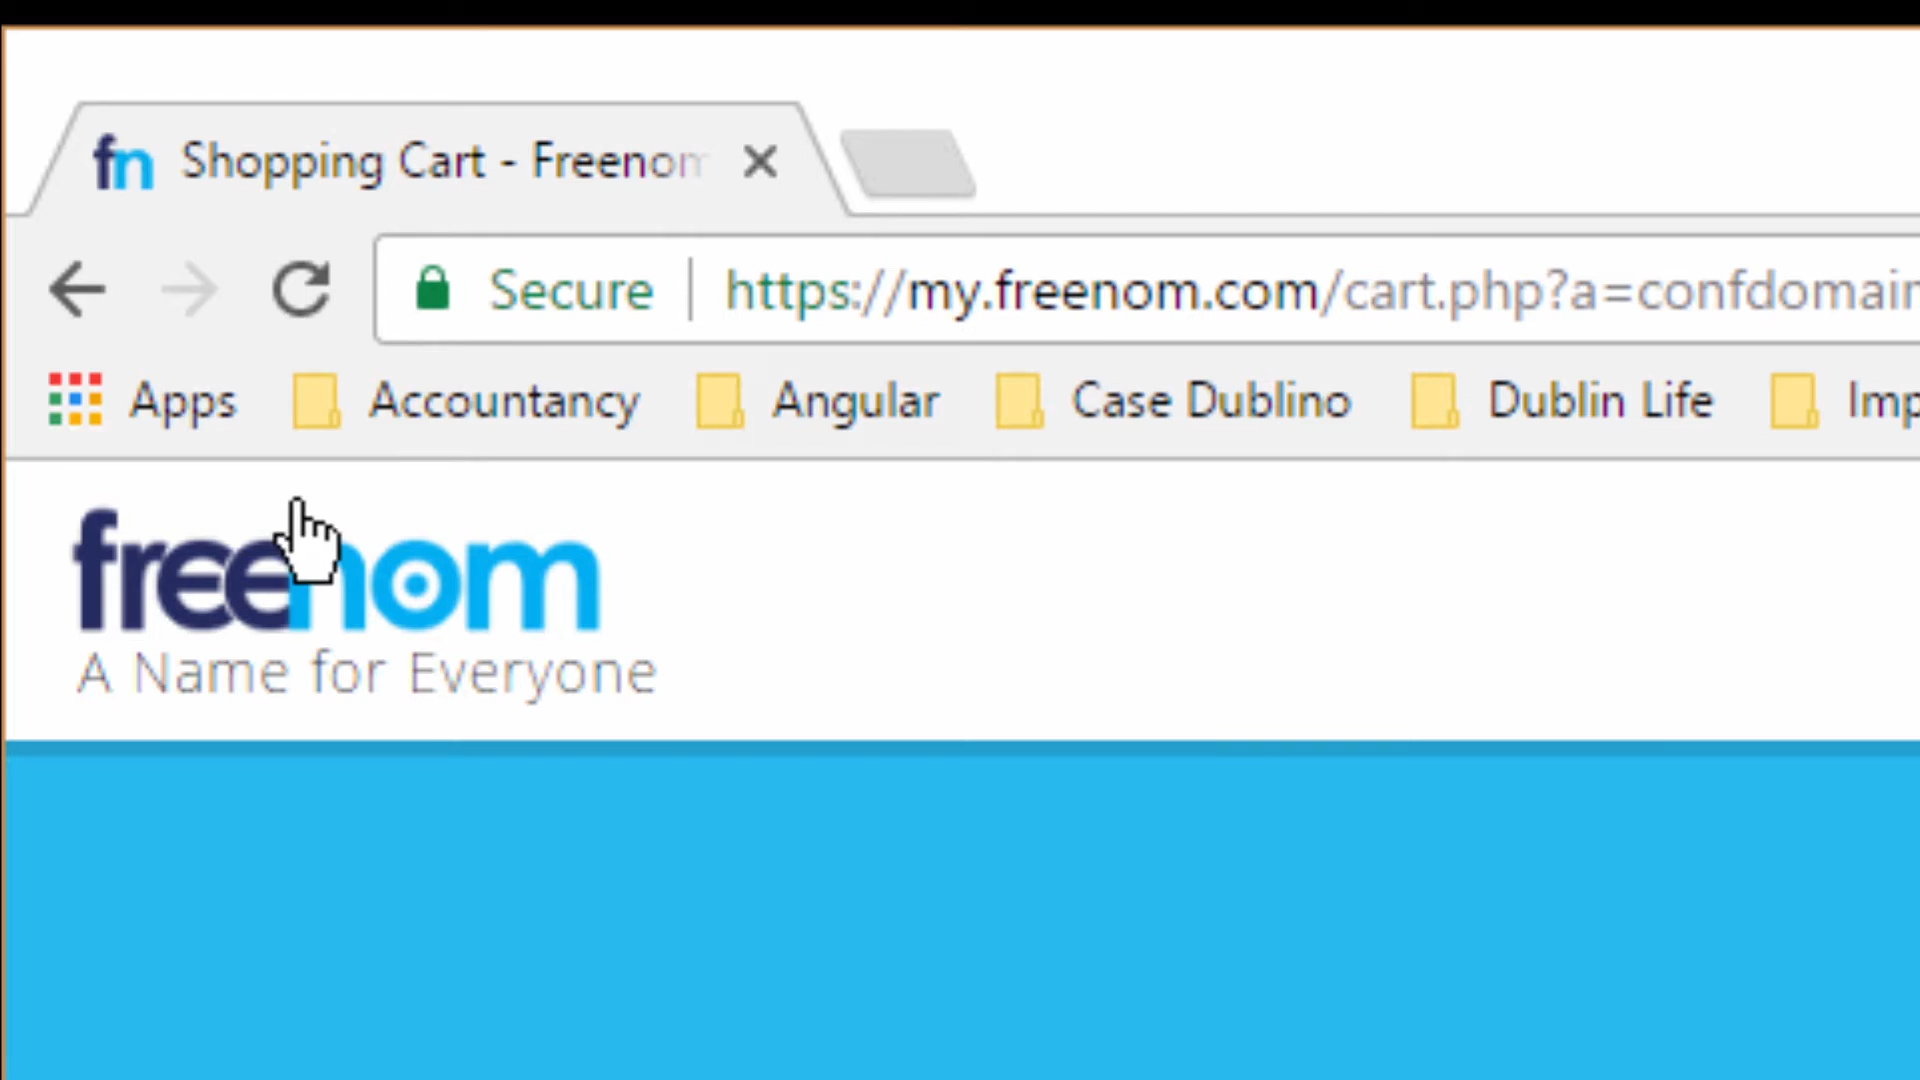 fn Shopping Cart - Freenom
Secure https://my.freenom.com/cart.php?a=confdomain
Apps Accountancy Angular Case Dublino Dublin Life Imp
freenom
A Name for Everyone